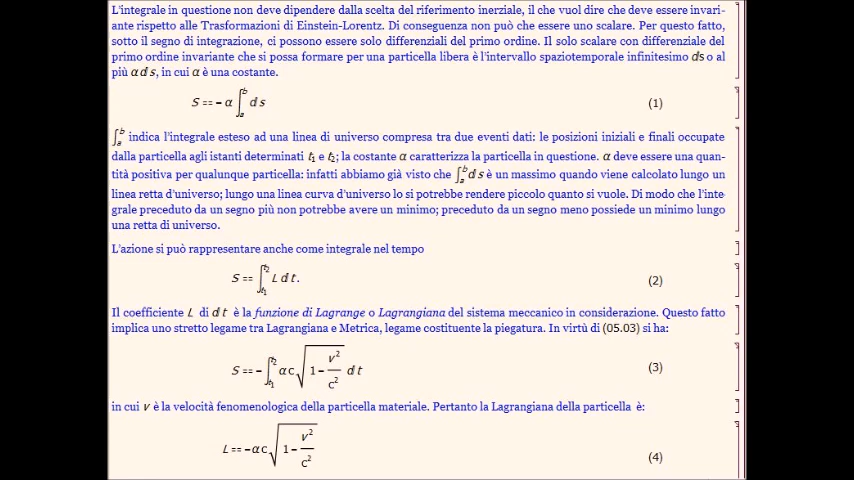 L'integrale in questione non deve dipendere dalla scelta del riferimento inerziale, il che vuol dire che deve essere invari-
ante rispetto alle Trasformazioni di Einstein-Lorentz. Di conseguenza non può che essere uno scalare. Per questo fatto,
sotto il segno di integrazione, ci possono essere solo differenziali del primo ordine. Il solo scalare con differenziale del
primo ordine invariante che si possa formare per una particella libera è l'intervallo spaziotemporale infinitesimo ds o al
più α ds, in cui α è una costante.
S == - α ∫_a^b ds (1)
∫_a^b indica l'integrale esteso ad una linea di universo compresa tra due eventi dati: le posizioni iniziali e finali occupate
dalla particella agli istanti determinati t₁ e t₂; la costante α caratterizza la particella in questione. α deve essere una quan-
tità positiva per qualunque particella: infatti abbiamo già visto che ∫_a^b ds è un massimo quando viene calcolato lungo un
linea retta d'universo; lungo una linea curva d'universo lo si potrebbe rendere piccolo quanto si vuole. Di modo che l'inte-
grale preceduto da un segno più non potrebbe avere un minimo; preceduto da un segno meno possiede un minimo lungo
una retta di universo.
L'azione si può rappresentare anche come integrale nel tempo
S == ∫_t₁^t₂ L dt. (2)
Il coefficiente L di dt è la funzione di Lagrange o Lagrangiana del sistema meccanico in considerazione. Questo fatto
implica uno stretto legame tra Lagrangiana e Metrica, legame costituente la piegatura. In virtù di (05.03) si ha:
S == - ∫_t₁^t₂ α c √(1 - v²/c²) dt (3)
in cui v è la velocità fenomenologica della particella materiale. Pertanto la Lagrangiana della particella è:
L == - α c √(1 - v²/c²) (4)